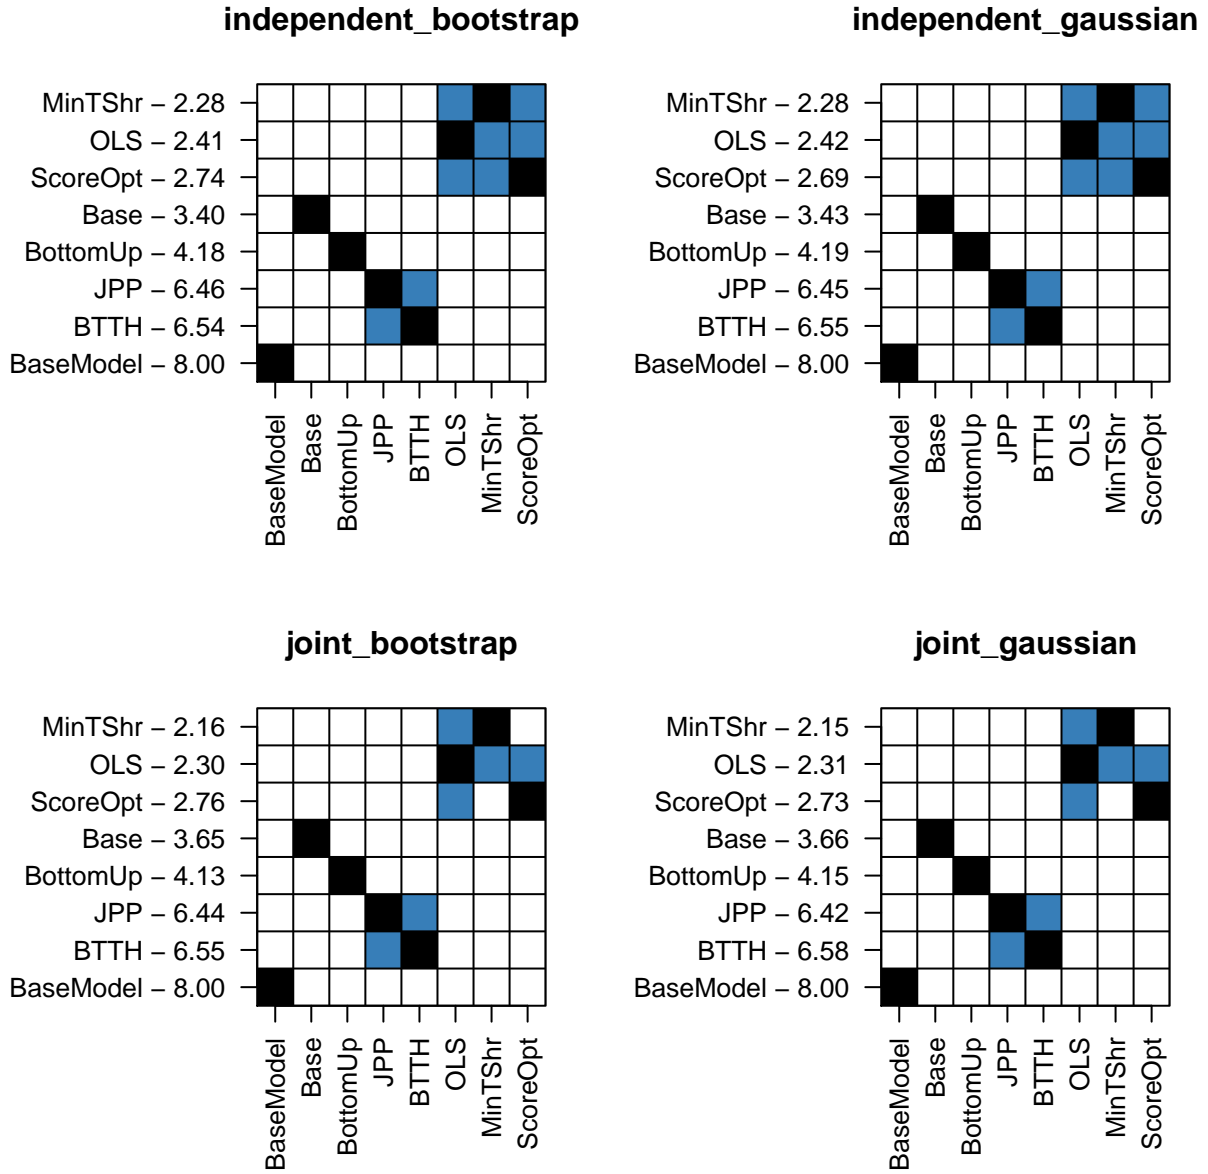 independent_bootstrap
MinTShr − 2.28
OLS − 2.41
ScoreOpt − 2.74
Base − 3.40
BottomUp − 4.18
JPP − 6.46
BTTH − 6.54
BaseModel − 8.00
BaseModel
Base
BottomUp
JPP
BTTH
OLS
MinTShr
ScoreOpt
independent_gaussian
MinTShr − 2.28
OLS − 2.42
ScoreOpt − 2.69
Base − 3.43
BottomUp − 4.19
JPP − 6.45
BTTH − 6.55
BaseModel − 8.00
BaseModel
Base
BottomUp
JPP
BTTH
OLS
MinTShr
ScoreOpt
joint_bootstrap
MinTShr − 2.16
OLS − 2.30
ScoreOpt − 2.76
Base − 3.65
BottomUp − 4.13
JPP − 6.44
BTTH − 6.55
BaseModel − 8.00
BaseModel
Base
BottomUp
JPP
BTTH
OLS
MinTShr
ScoreOpt
joint_gaussian
MinTShr − 2.15
OLS − 2.31
ScoreOpt − 2.73
Base − 3.66
BottomUp − 4.15
JPP − 6.42
BTTH − 6.58
BaseModel − 8.00
BaseModel
Base
BottomUp
JPP
BTTH
OLS
MinTShr
ScoreOpt